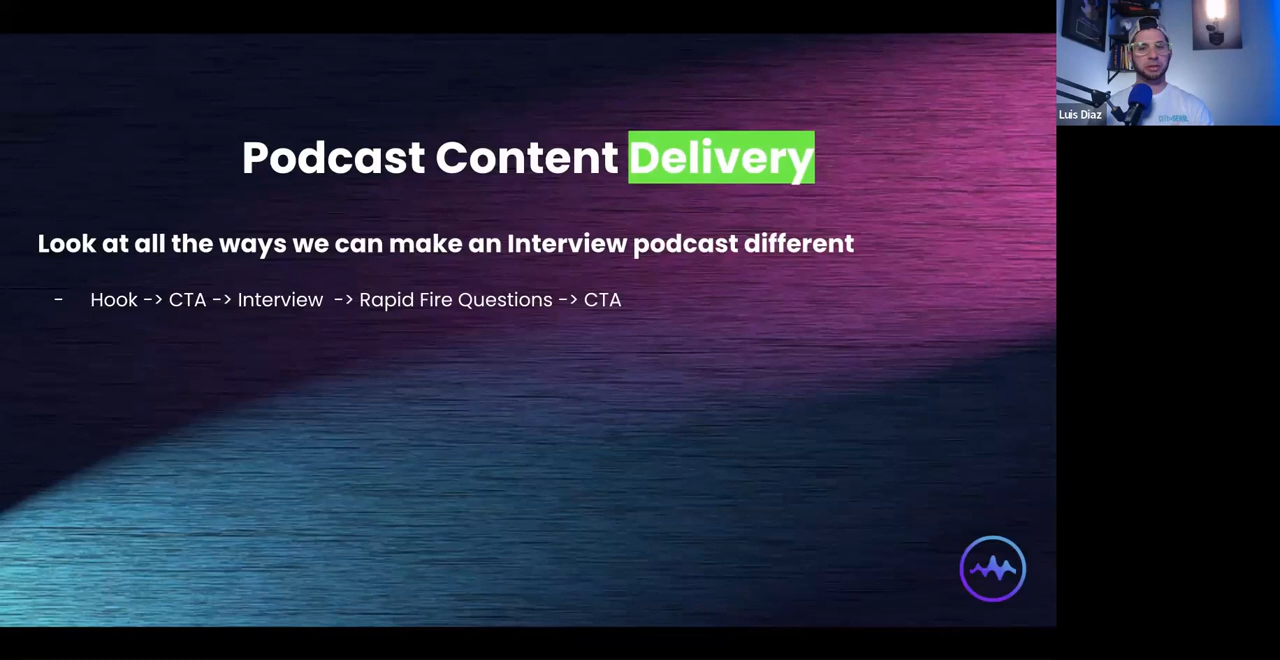 Podcast Content Delivery
Look at all the ways we can make an Interview podcast different
- Hook -> CTA -> Interview -> Rapid Fire Questions -> CTA
Luis Diaz